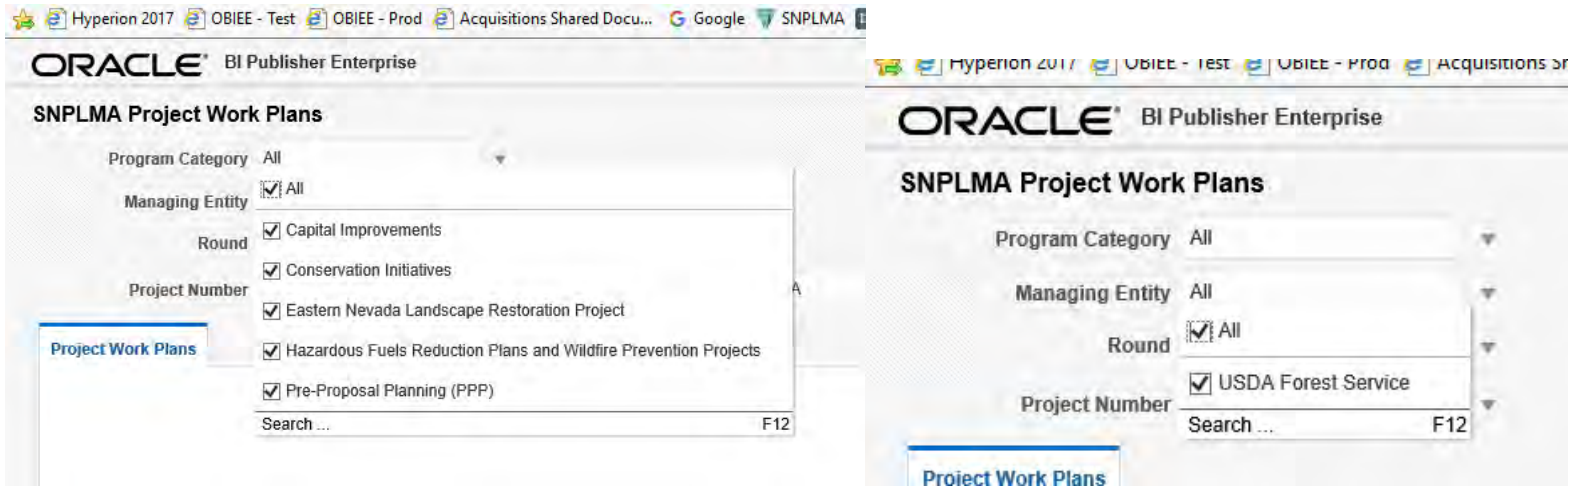 Hyperion 2017 OBIEE - Test OBIEE - Prod Acquisitions Shared Docu... Google SNPLMA
ORACLE BI Publisher Enterprise
SNPLMA Project Work Plans
Program Category All
All
Managing Entity
Capital Improvements
Round
Conservation Initiatives
Project Number
A
Eastern Nevada Landscape Restoration Project
Project Work Plans
Hazardous Fuels Reduction Plans and Wildfire Prevention Projects
Pre-Proposal Planning (PPP)
Search ... F12
Hyperion 2017 OBIEE - Test OBIEE - Prod Acquisitions
ORACLE BI Publisher Enterprise
SNPLMA Project Work Plans
Program Category All
Managing Entity All
All
Round
USDA Forest Service
Project Number
Search ... F12
Project Work Plans